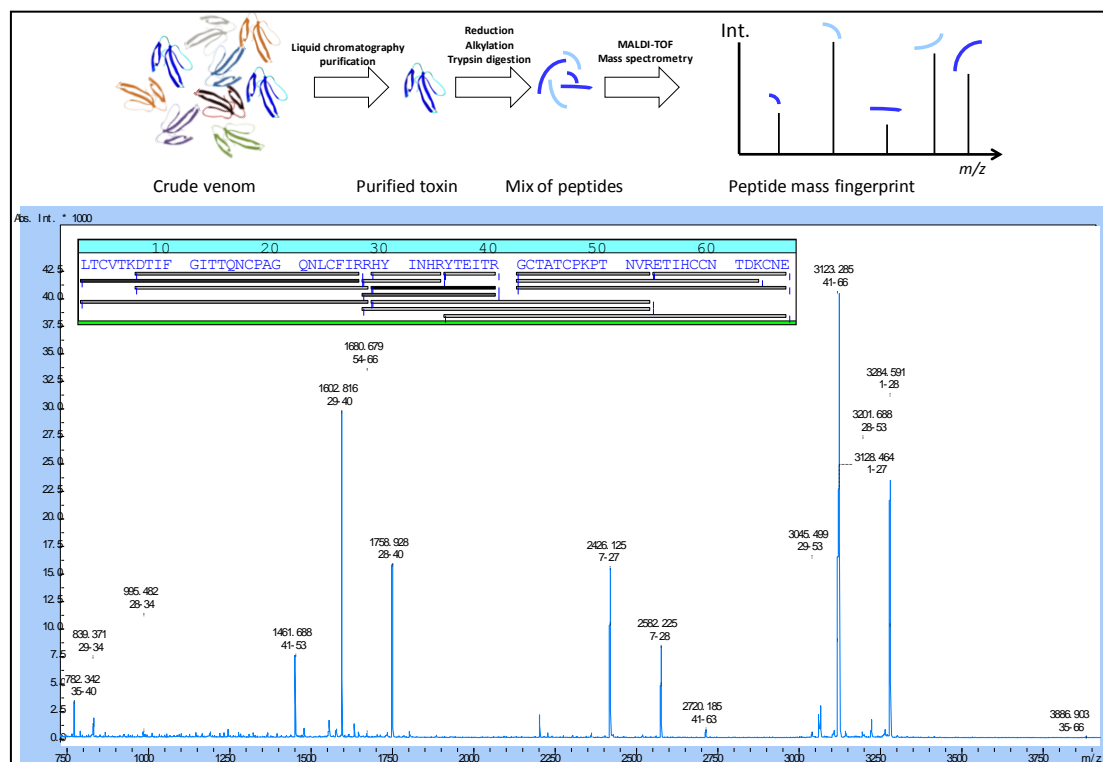 Liquid chromatography
purification
Reduction
Alkylation
Trypsin digestion
MALDI-TOF
Mass spectrometry
Int.
m/z
Crude venom
Purified toxin
Mix of peptides
Peptide mass fingerprint
Abs. Int. * 1000
10 20 30 40 50 60
LTCVTKDTIF GITTQNCPAG QNLCFIRRHY INHRYTEITR GCTATCPKPT NVRETIHCCN TDKCNE
42.5
40.0
37.5
35.0
32.5
30.0
27.5
25.0
22.5
20.0
17.5
15.0
12.5
10.0
7.5
5.0
2.5
0.0
782.342
35-40
839.371
29-34
995.482
28-34
1461.688
41-53
1602.816
29-40
1680.679
54-66
1758.928
28-40
2426.125
7-27
2582.225
7-28
2720.185
41-63
3045.499
29-53
3123.285
41-66
3128.464
1-27
3201.688
28-53
3284.591
1-28
3886.903
35-66
750 1000 1250 1500 1750 2000 2250 2500 2750 3000 3250 3500 3750
m/z